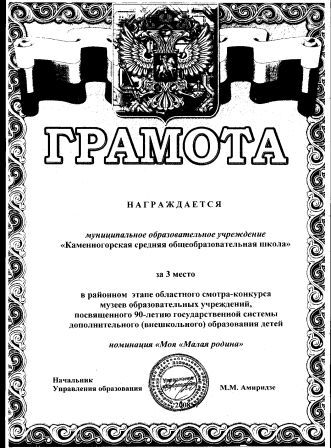 ГРАМОТА
НАГРАЖДАЕТСЯ
муниципальное образовательное учреждение
«Каменногорская средняя общеобразовательная школа»
за 3 место
в районном этапе областного смотра-конкурса
музеев образовательных учреждений,
посвященного 90-летию государственной системы
дополнительного (внешкольного) образования детей
номинация «Моя «Малая родина»
Начальник
Управления образования М.М. Амиридзе